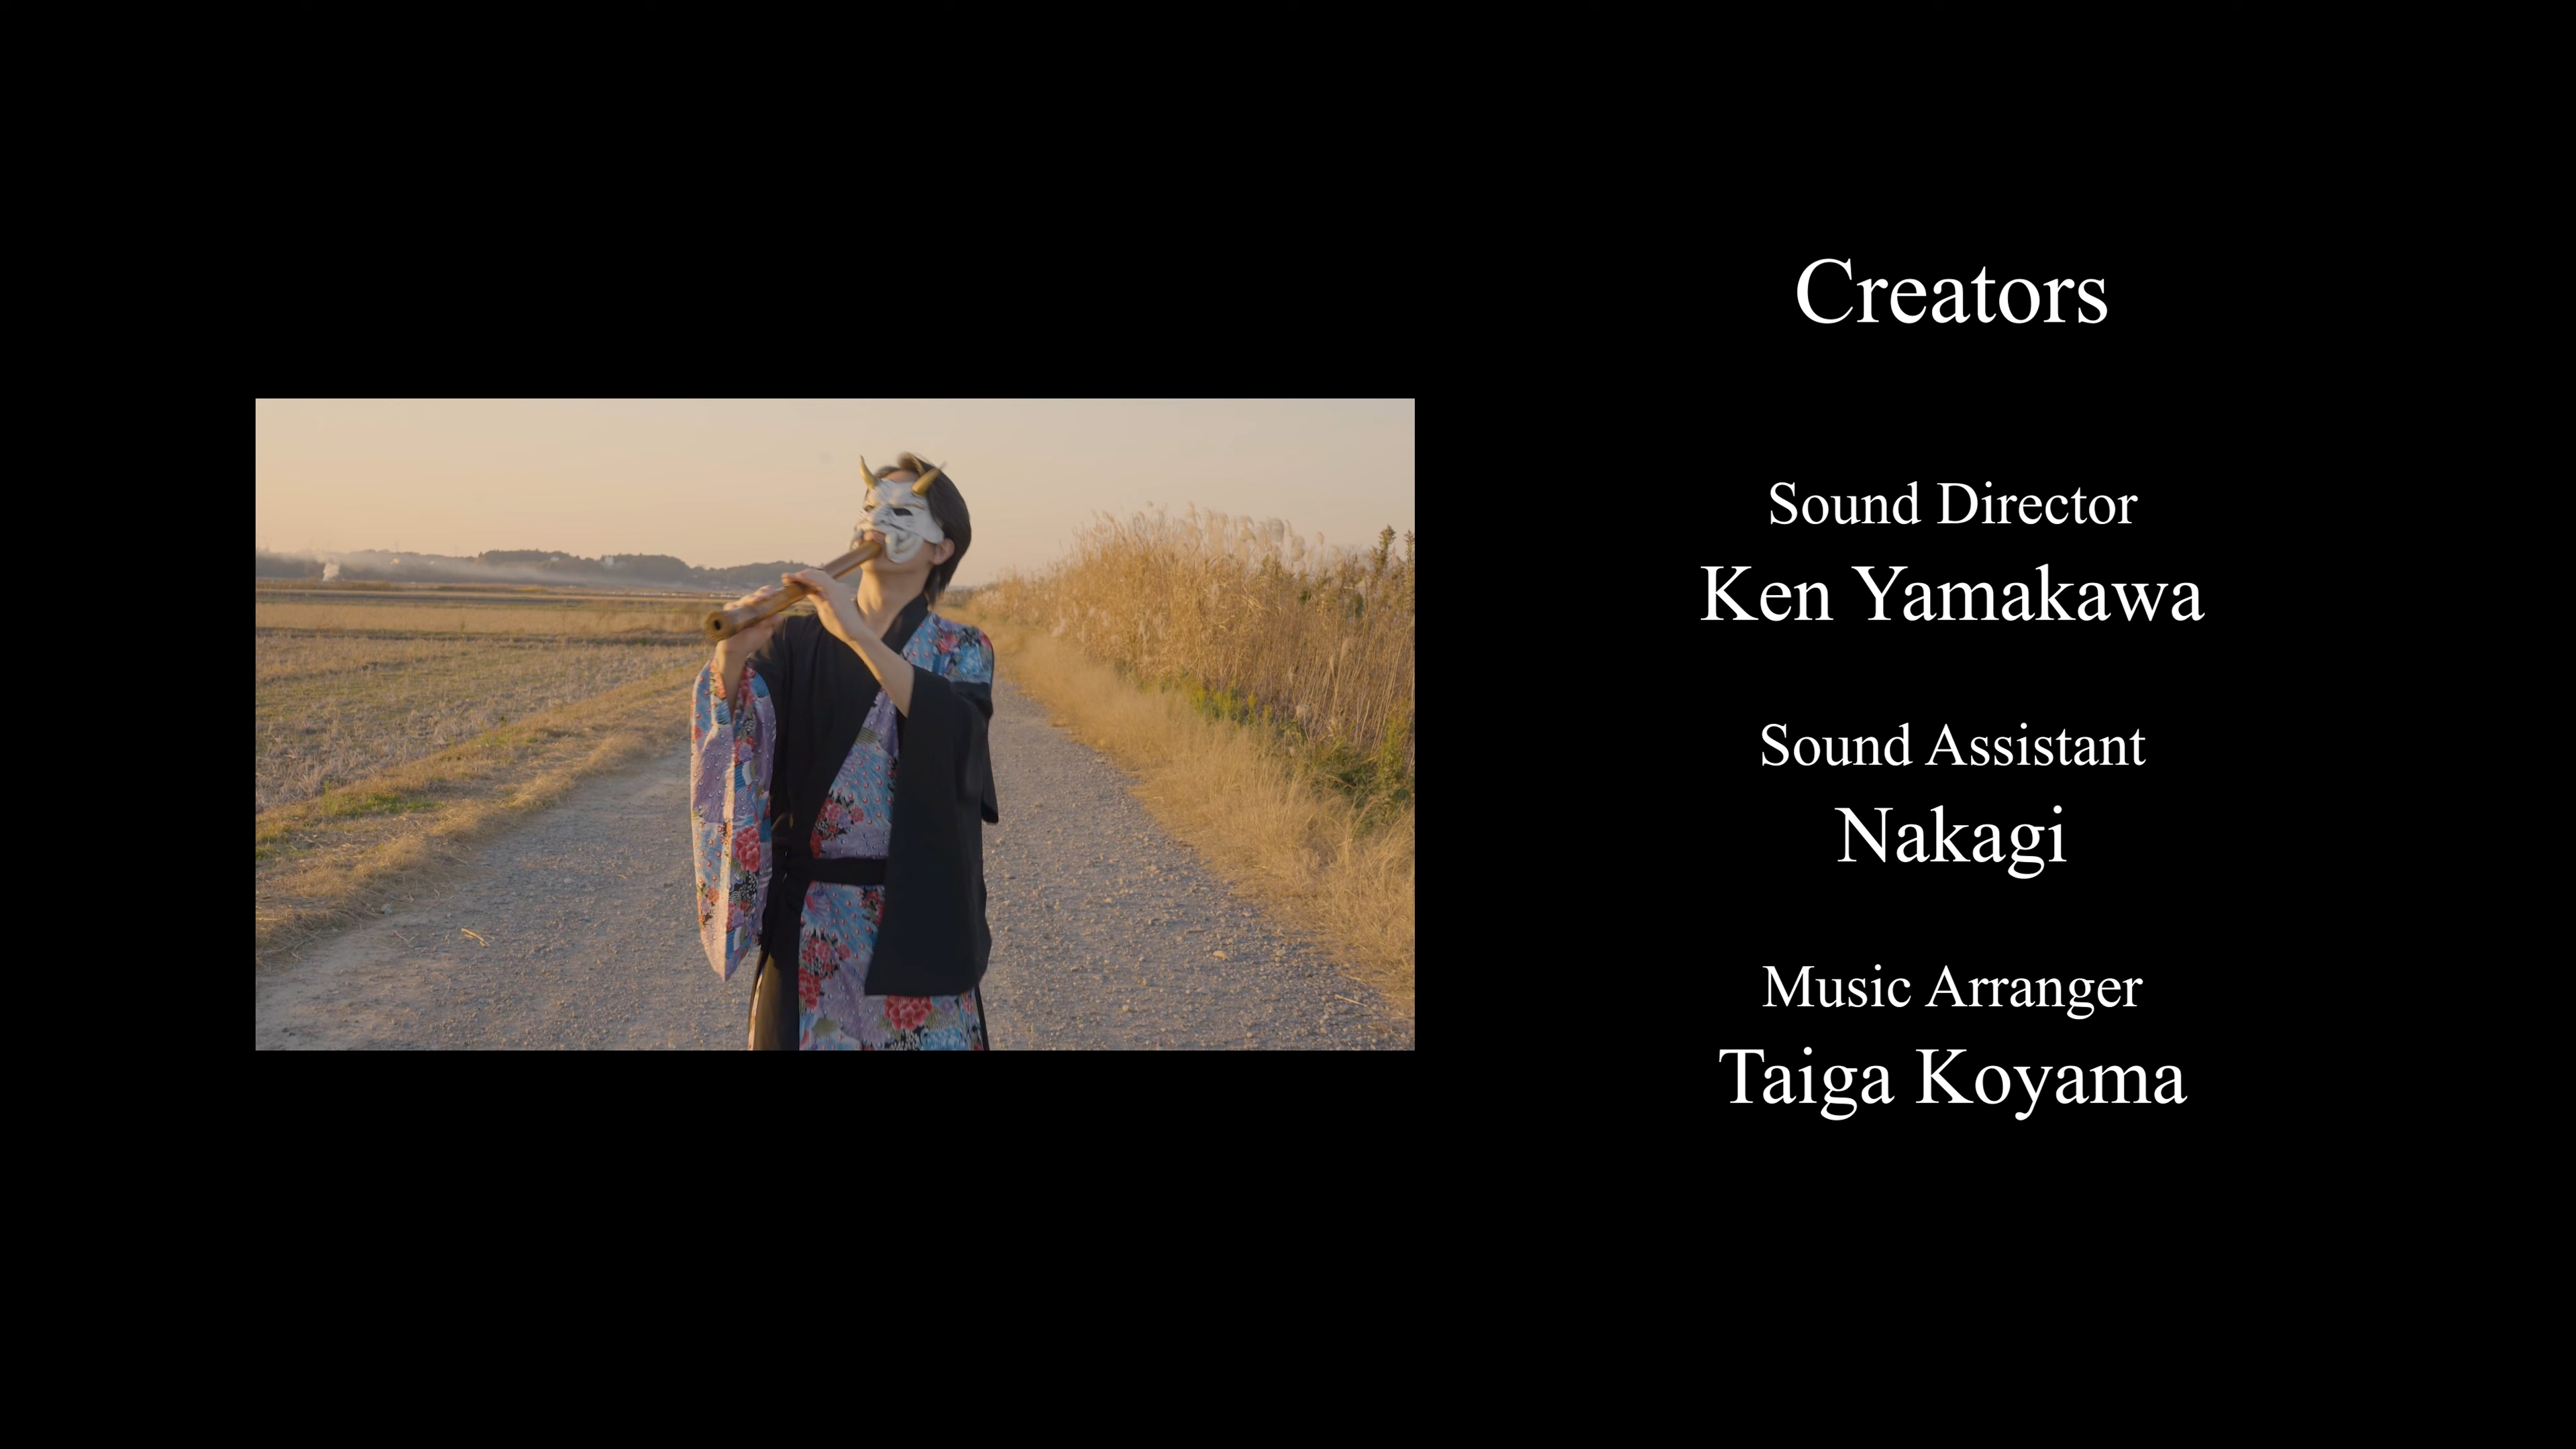 Creators
Sound Director
Ken Yamakawa
Sound Assistant
Nakagi
Music Arranger
Taiga Koyama